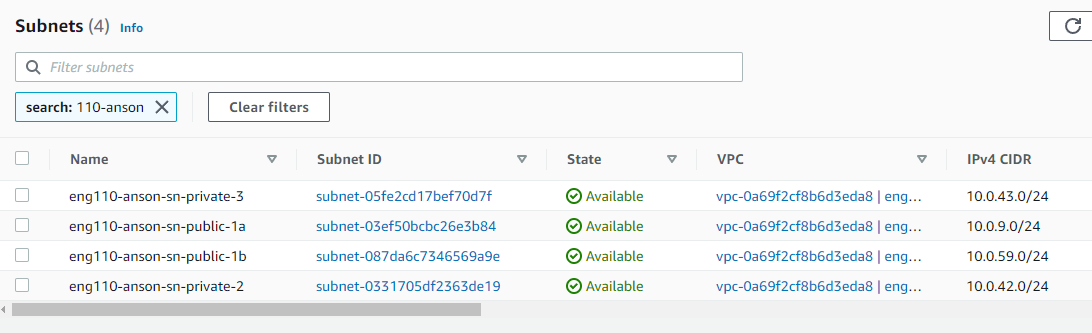 Subnets (4) Info
Filter subnets
search: 110-anson Clear filters
Name Subnet ID State VPC IPv4 CIDR
eng110-anson-sn-private-3 subnet-05fe2cd17bef70d7f Available vpc-0a69f2cf8b6d3eda8 | eng... 10.0.43.0/24
eng110-anson-sn-public-1a subnet-03ef50bcbc26e3b84 Available vpc-0a69f2cf8b6d3eda8 | eng... 10.0.9.0/24
eng110-anson-sn-public-1b subnet-087da6c7346569a9e Available vpc-0a69f2cf8b6d3eda8 | eng... 10.0.59.0/24
eng110-anson-sn-private-2 subnet-0331705df2363de19 Available vpc-0a69f2cf8b6d3eda8 | eng... 10.0.42.0/24